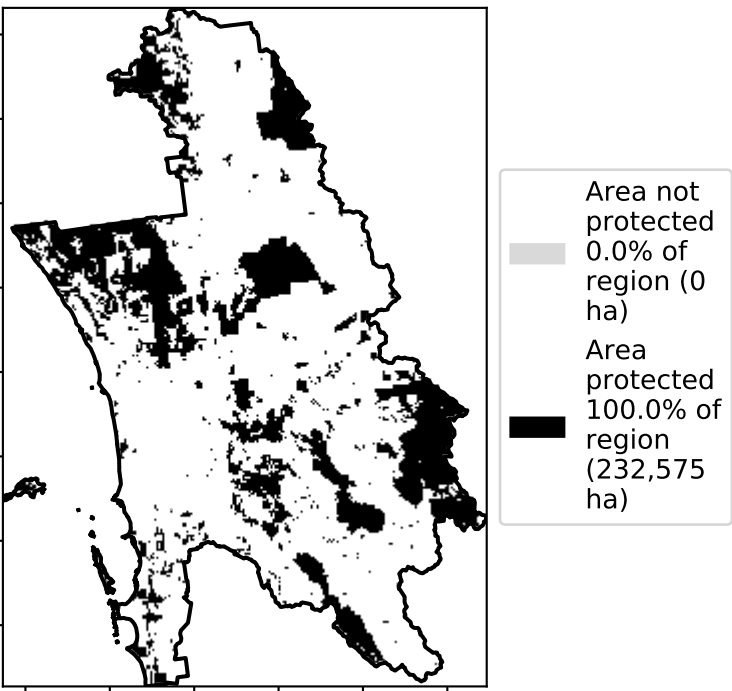 Area not
protected
0.0% of
region (0
ha)
Area
protected
100.0% of
region
(232,575
ha)